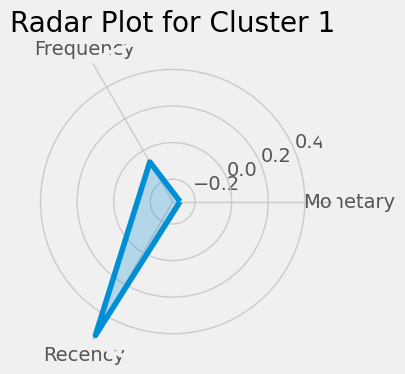 Radar Plot for Cluster 1
Frequency
0.4
0.2
0.0
−0.2
Monetary
Recency